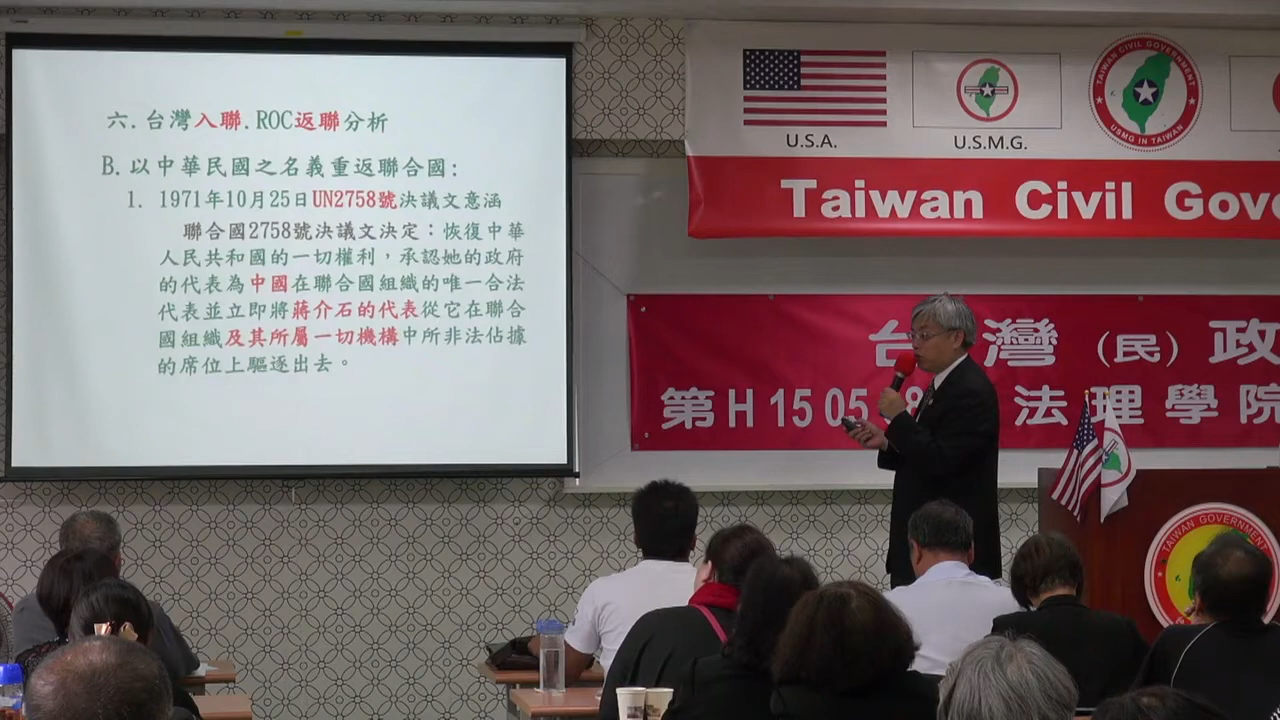 六.台灣入聯.ROC返聯分析
B.以中華民國之名義重返聯合國:
1. 1971年10月25日UN2758號決議文意涵
聯合國2758號決議文決定：恢復中華
人民共和國的一切權利，承認她的政府
的代表為中國在聯合國組織的唯一合法
代表並立即將蔣介石的代表從它在聯合
國組織及其所屬一切機構中所非法佔據
的席位上驅逐出去。
U.S.A.
U.S.M.G.
TAIWAN CIVIL GOVERNMENT
USMG IN TAIWAN
Taiwan Civil Gove
台灣（民）政
第H1505 8 法理學院
TAIWAN GOVERNMENT